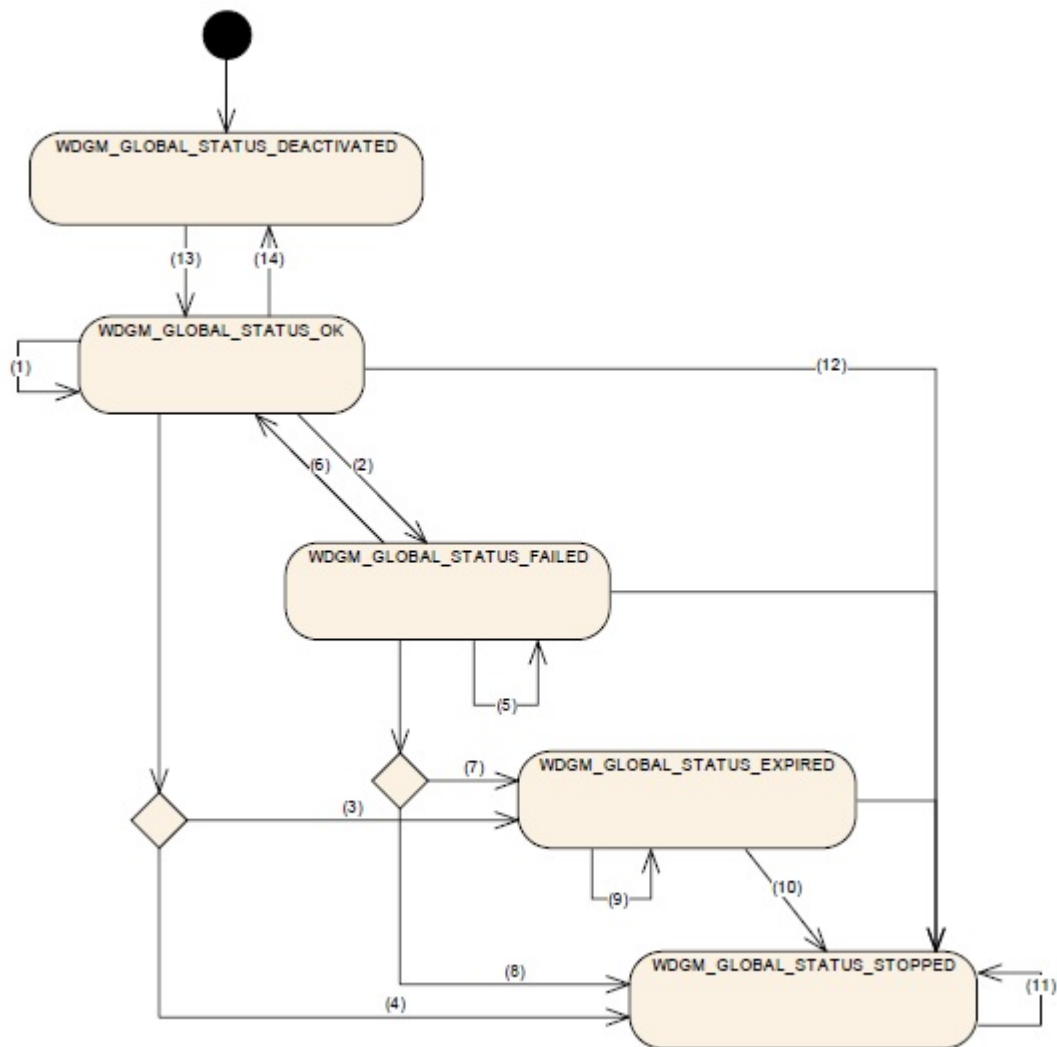 WDGM_GLOBAL_STATUS_DEACTIVATED
(13)
(14)
WDGM_GLOBAL_STATUS_OK
(1)
(12)
(6)
(2)
WDGM_GLOBAL_STATUS_FAILED
(5)
WDGM_GLOBAL_STATUS_EXPIRED
(7)
(3)
(9)
(10)
WDGM_GLOBAL_STATUS_STOPPED
(8)
(11)
(4)